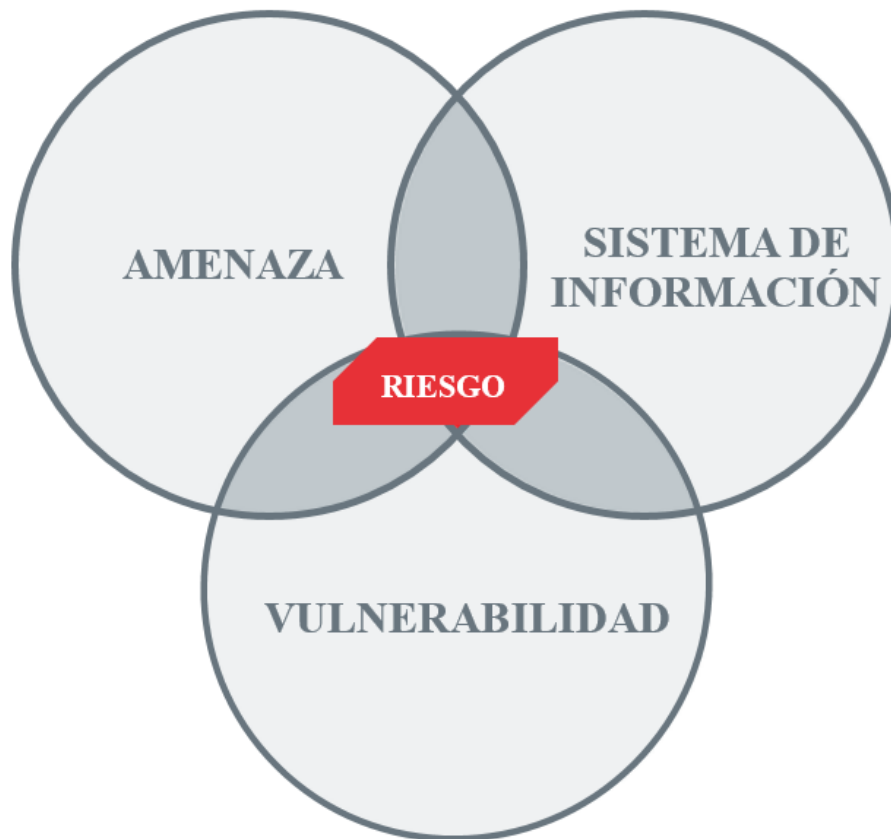 AMENAZA
SISTEMA DE
INFORMACIÓN
RIESGO
VULNERABILIDAD